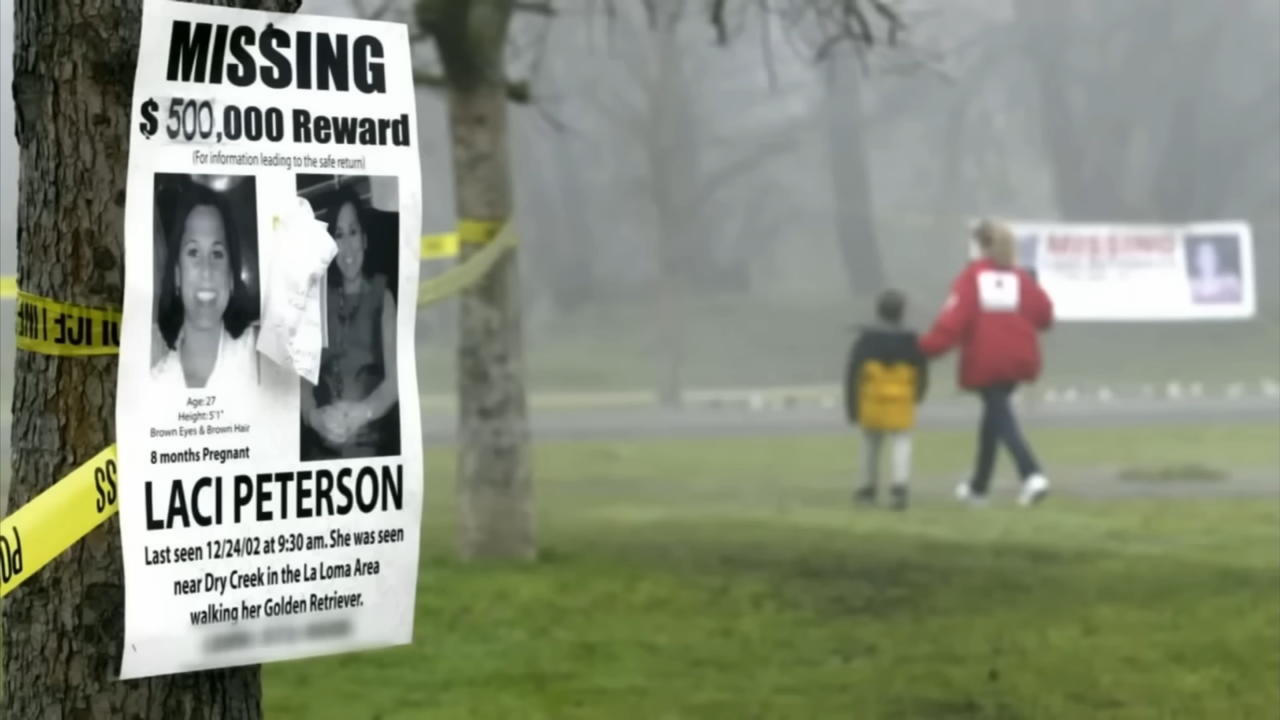 MISSING
$500,000 Reward
(For information leading to the safe return)
Age: 27
Height: 5'1"
Brown Eyes & Brown Hair
8 months Pregnant
LACI PETERSON
Last seen 12/24/02 at 9:30 am. She was seen
near Dry Creek in the La Loma Area
walking her Golden Retriever.
MISSING